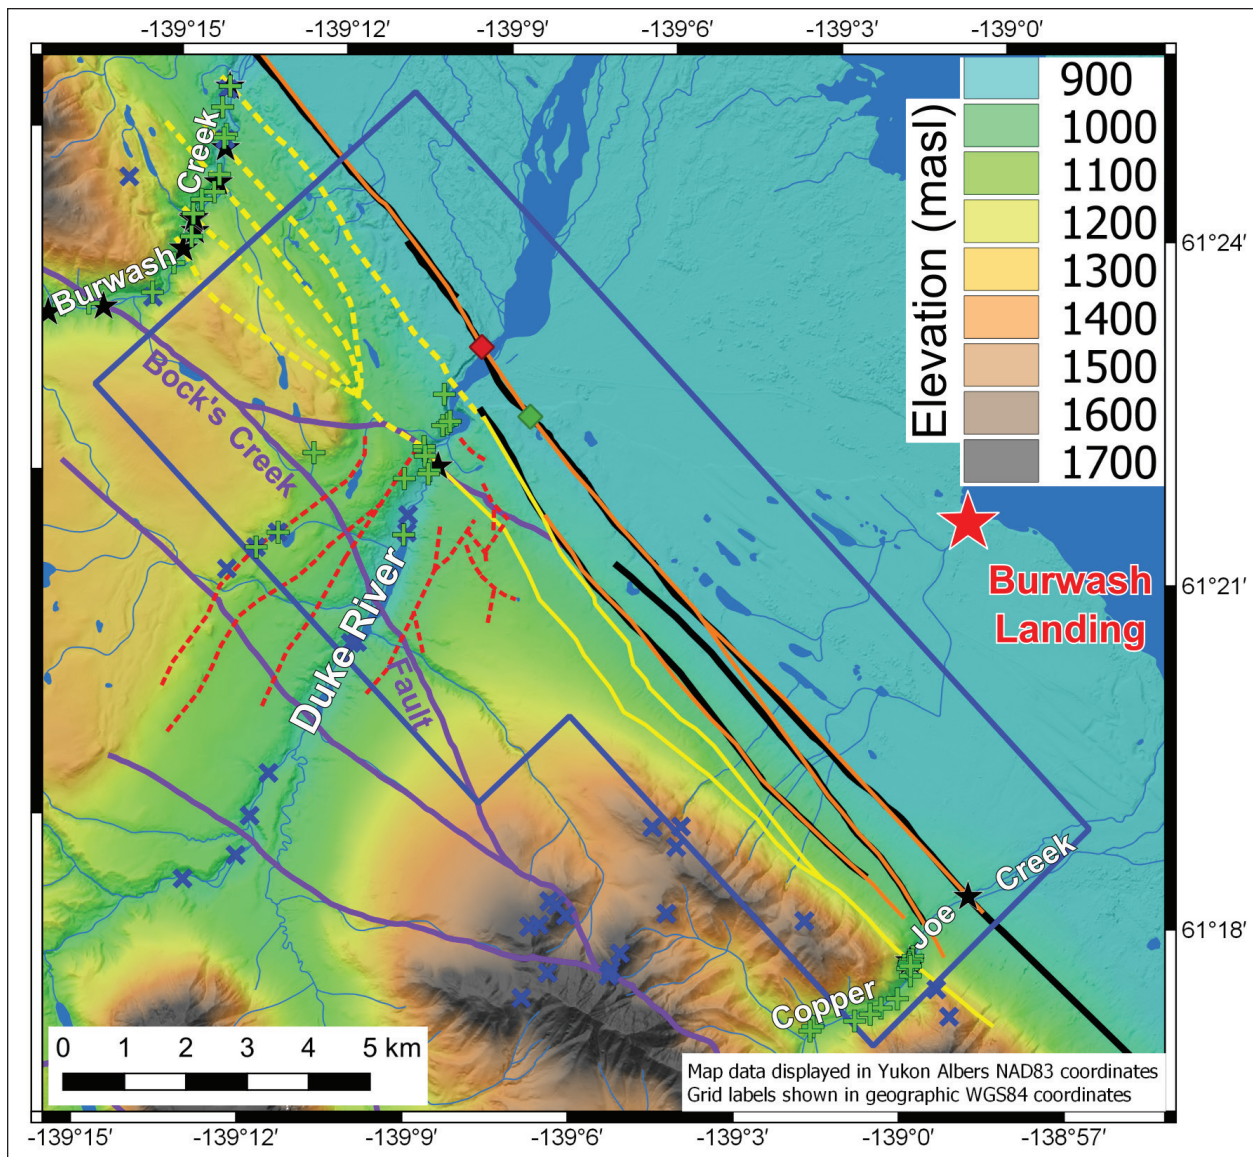 -139°15′ -139°12′ -139°9′ -139°6′ -139°3′ -139°0′
Elevation (masl)
900
1000
1100
1200
1300
1400
1500
1600
1700
61°24′
61°21′
61°18′
Burwash
Creek
Bock's Creek
Fault
Duke River
Burwash
Landing
Copper
Joe
Creek
0 1 2 3 4 5 km
Map data displayed in Yukon Albers NAD83 coordinates
Grid labels shown in geographic WGS84 coordinates
-139°15′ -139°12′ -139°9′ -139°6′ -139°3′ -139°0′ -138°57′